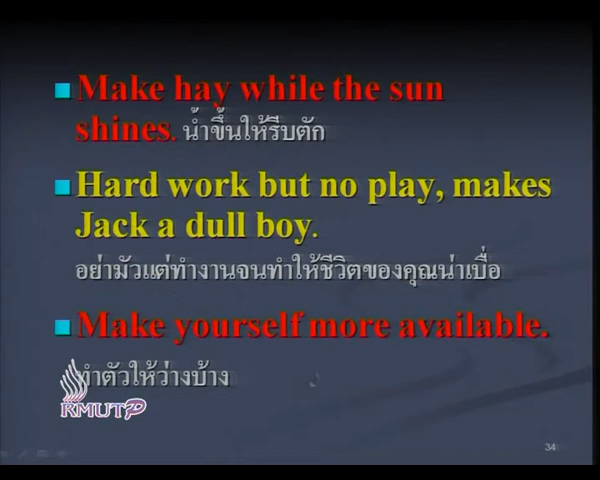 Make hay while the sun
shines. น้ำขึ้นให้รีบตัก
Hard work but no play, makes
Jack a dull boy.
อย่ามัวแต่ทำงานจนทำให้ชีวิตของคุณน่าเบื่อ
Make yourself more available.
ทำตัวให้ว่างบ้าง
RMUTP
34